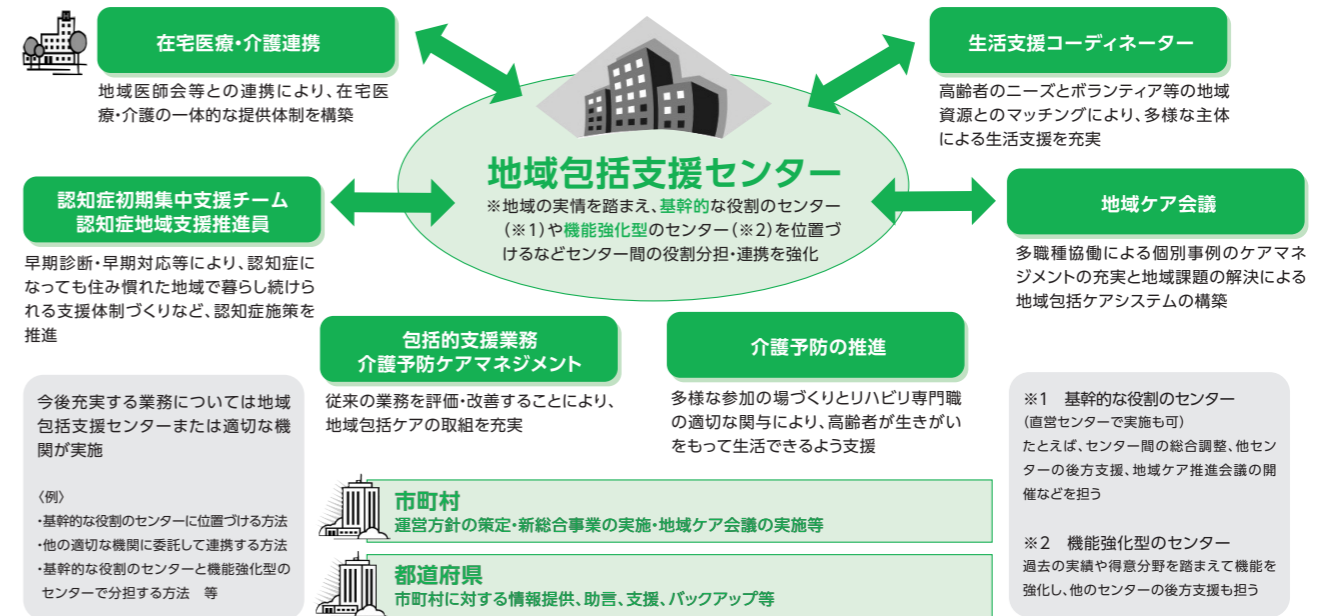 在宅医療・介護連携
地域医師会等との連携により、在宅医
療・介護の一体的な提供体制を構築
生活支援コーディネーター
高齢者のニーズとボランティア等の地域
資源とのマッチングにより、多様な主体
による生活支援を充実
地域包括支援センター
※地域の実情を踏まえ、基幹的な役割のセンター
(※1)や機能強化型のセンター(※2)を位置づ
けるなどセンター間の役割分担・連携を強化
認知症初期集中支援チーム
認知症地域支援推進員
早期診断・早期対応等により、認知症に
なっても住み慣れた地域で暮らし続けら
れる支援体制づくりなど、認知症施策を
推進
地域ケア会議
多職種協働による個別事例のケアマネ
ジメントの充実と地域課題の解決による
地域包括ケアシステムの構築
包括的支援業務
介護予防ケアマネジメント
従来の業務を評価・改善することにより、
地域包括ケアの取組を充実
介護予防の推進
多様な参加の場づくりとリハビリ専門職
の適切な関与により、高齢者が生きがい
をもって生活できるよう支援
今後充実する業務については地域
包括支援センターまたは適切な機
関が実施
〈例〉
・基幹的な役割のセンターに位置づける方法
・他の適切な機関に委託して連携する方法
・基幹的な役割のセンターと機能強化型の
センターで分担する方法 等
※1 基幹的な役割のセンター
(直営センターで実施も可)
たとえば、センター間の総合調整、他セン
ターの後方支援、地域ケア推進会議の開
催などを担う
※2 機能強化型のセンター
過去の実績や得意分野を踏まえて機能を
強化し、他のセンターの後方支援も担う
市町村
運営方針の策定・新総合事業の実施・地域ケア会議の実施等
都道府県
市町村に対する情報提供、助言、支援、バックアップ等